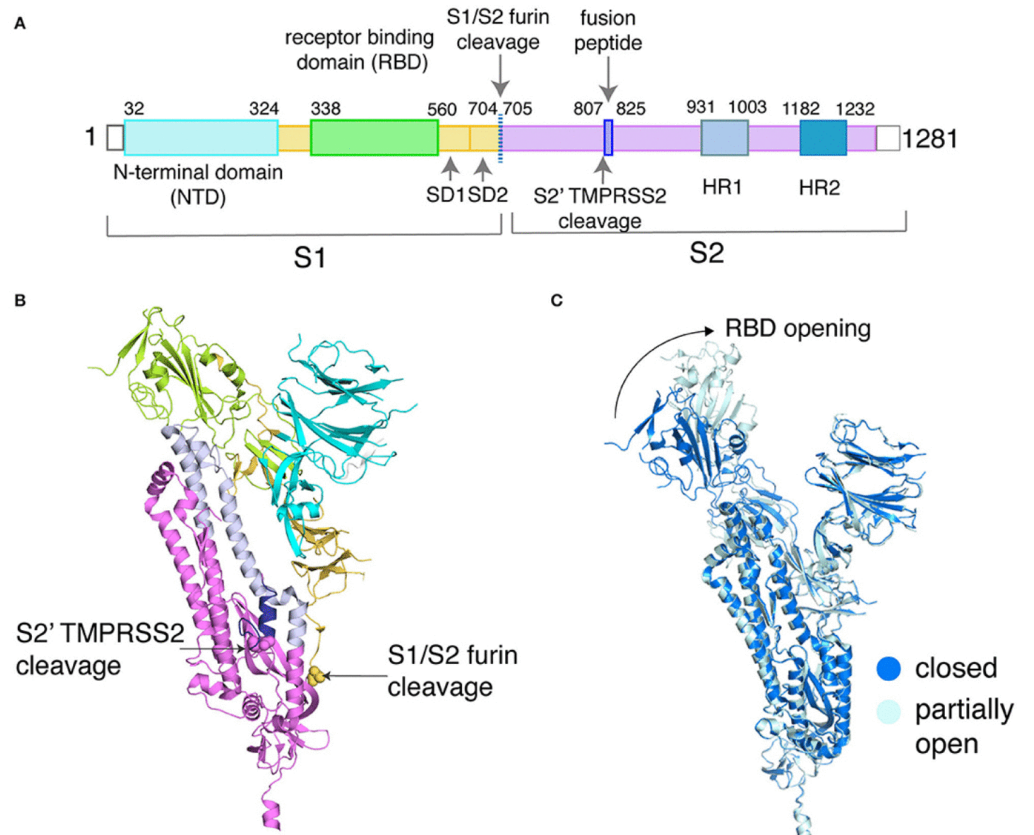 A
S1/S2 furin
cleavage
fusion
peptide
receptor binding
domain (RBD)
32 324 338 560 704 705 807 825 931 1003 1182 1232
1 1281
N-terminal domain
(NTD)
SD1 SD2
S2' TMPRSS2
cleavage
HR1
HR2
S1
S2
B
S2' TMPRSS2
cleavage
S1/S2 furin
cleavage
C
RBD opening
closed
partially
open